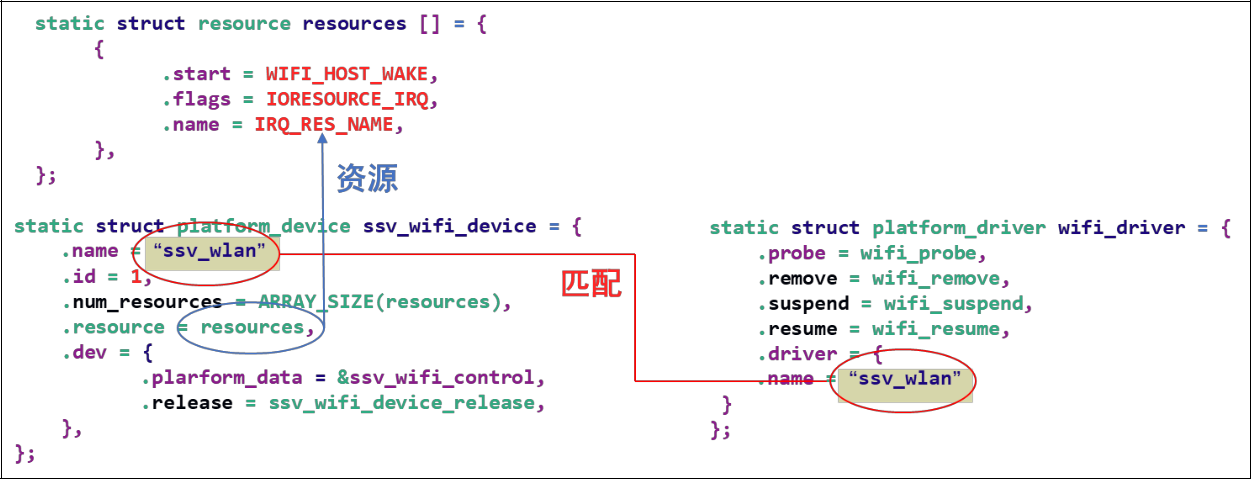 static struct resource resources [] = {
{
.start = WIFI_HOST_WAKE,
.flags = IORESOURCE_IRQ,
.name = IRQ_RES_NAME,
},
};
资源
static struct platform_device ssv_wifi_device = {
.name = “ssv_wlan”
.id = 1,
.num_resources = ARRAY_SIZE(resources),
.resource = resources,
.dev = {
.plarform_data = &ssv_wifi_control,
.release = ssv_wifi_device_release,
},
};
匹配
static struct platform_driver wifi_driver = {
.probe = wifi_probe,
.remove = wifi_remove,
.suspend = wifi_suspend,
.resume = wifi_resume,
.driver = {
.name = “ssv_wlan”
}
};